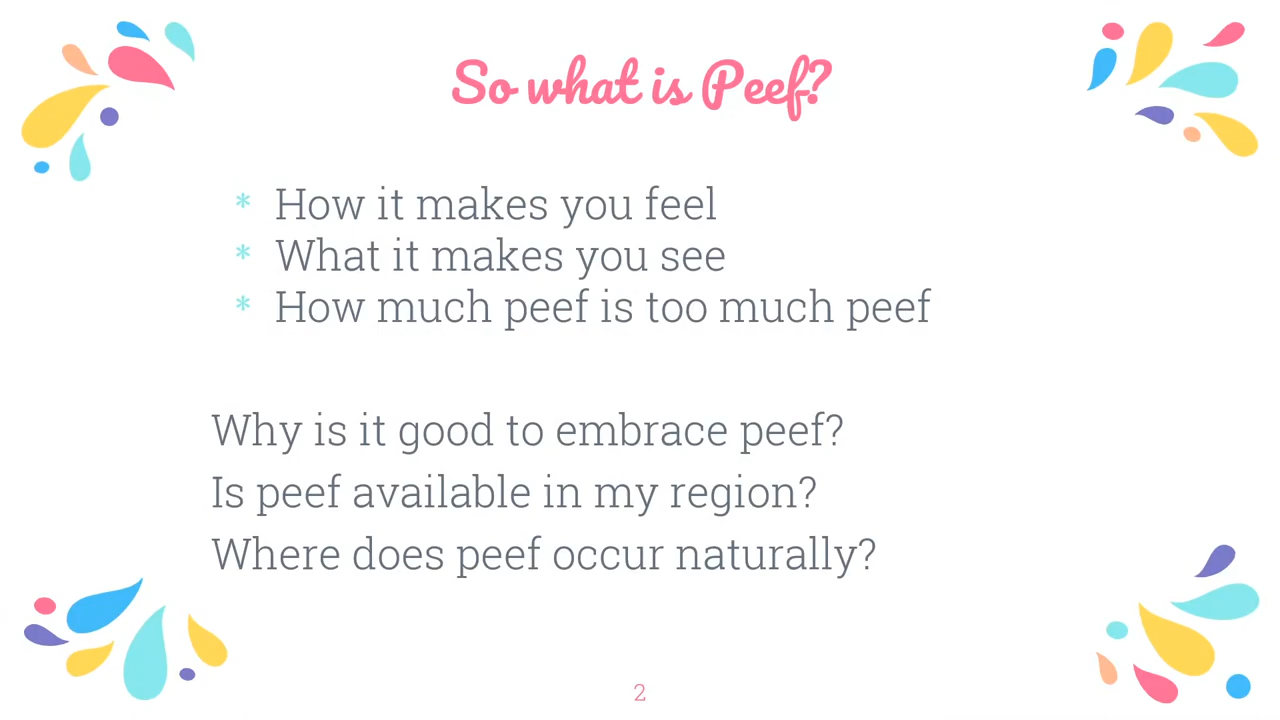 So what is Peef?
* How it makes you feel
* What it makes you see
* How much peef is too much peef
Why is it good to embrace peef?
Is peef available in my region?
Where does peef occur naturally?
2